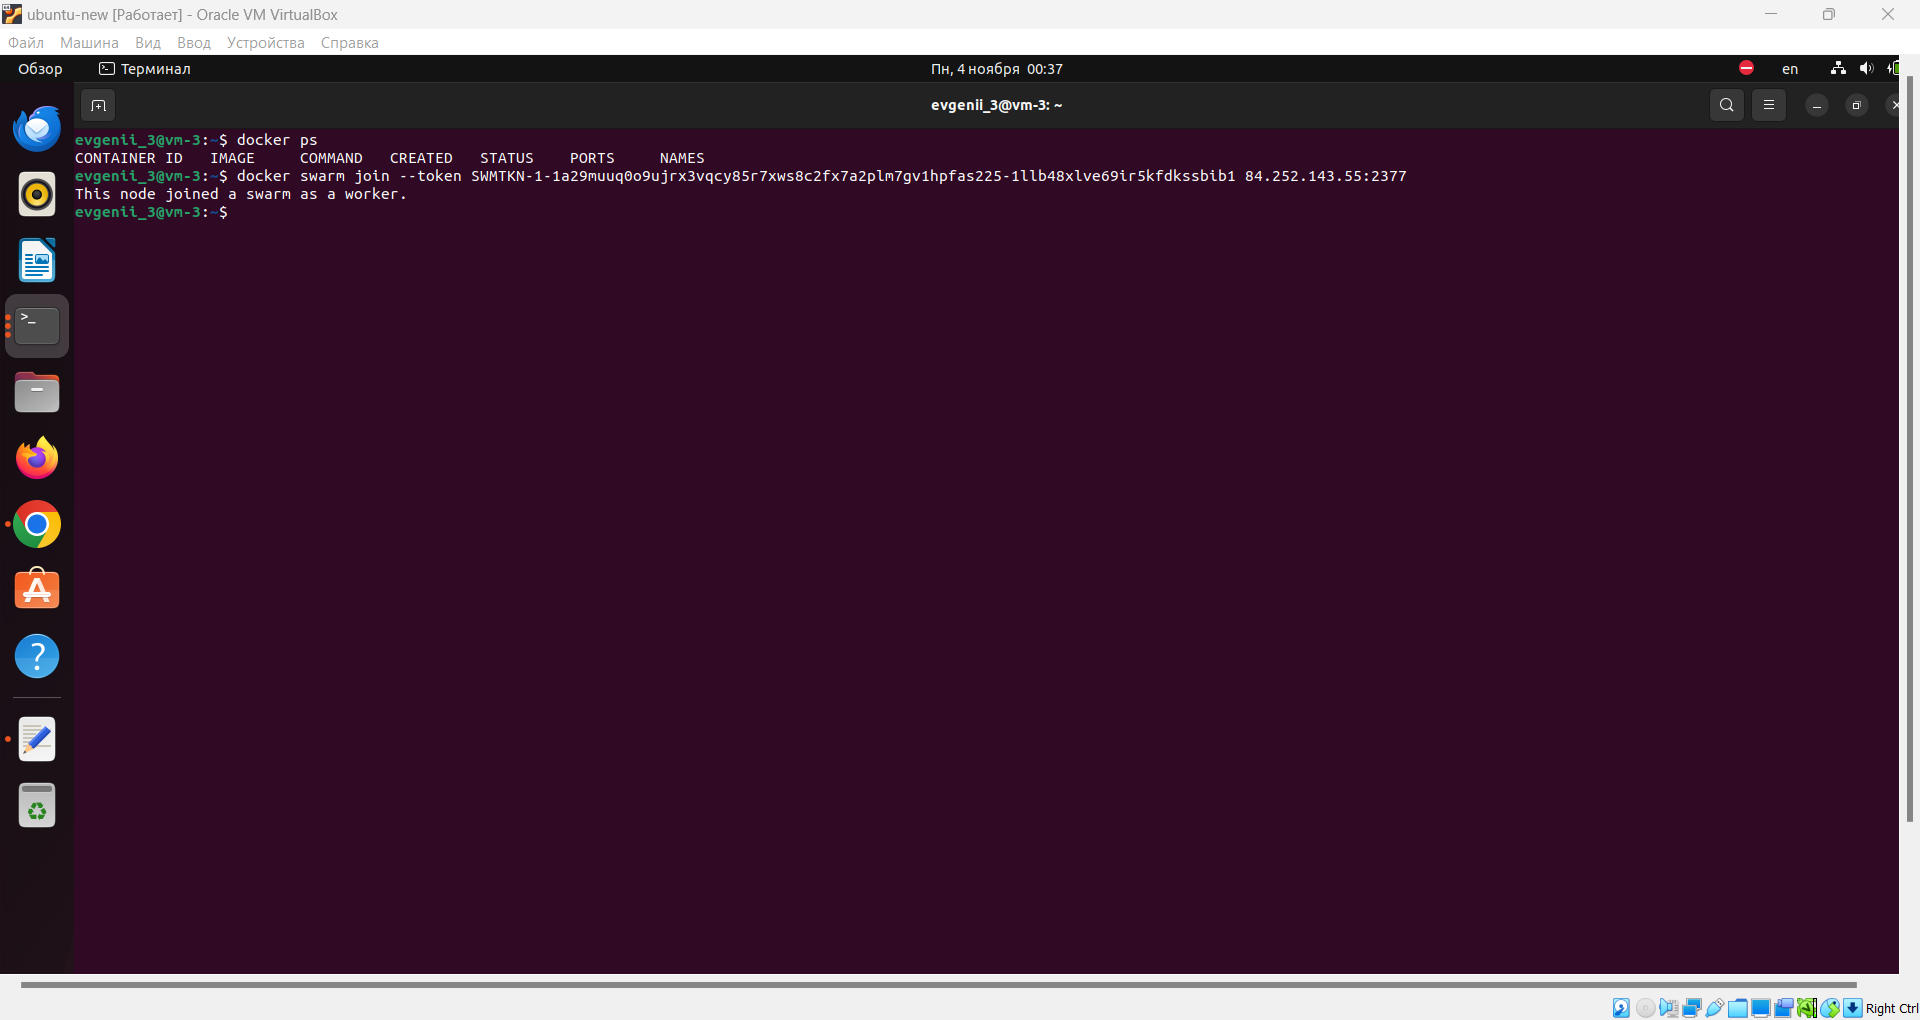 ubuntu-new [Работает] - Oracle VM VirtualBox
Файл Машина Вид Ввод Устройства Справка
Обзор Терминал Пн, 4 ноября 00:37 en
evgenii_3@vm-3: ~
evgenii_3@vm-3:~$ docker ps
CONTAINER ID IMAGE COMMAND CREATED STATUS PORTS NAMES
evgenii_3@vm-3:~$ docker swarm join --token SWMTKN-1-1a29muuq0o9ujrx3vqcy85r7xws8c2fx7a2plm7gv1hpfas225-1llb48xlve69ir5kfdkssbib1 84.252.143.55:2377
This node joined a swarm as a worker.
evgenii_3@vm-3:~$
Right Ctrl